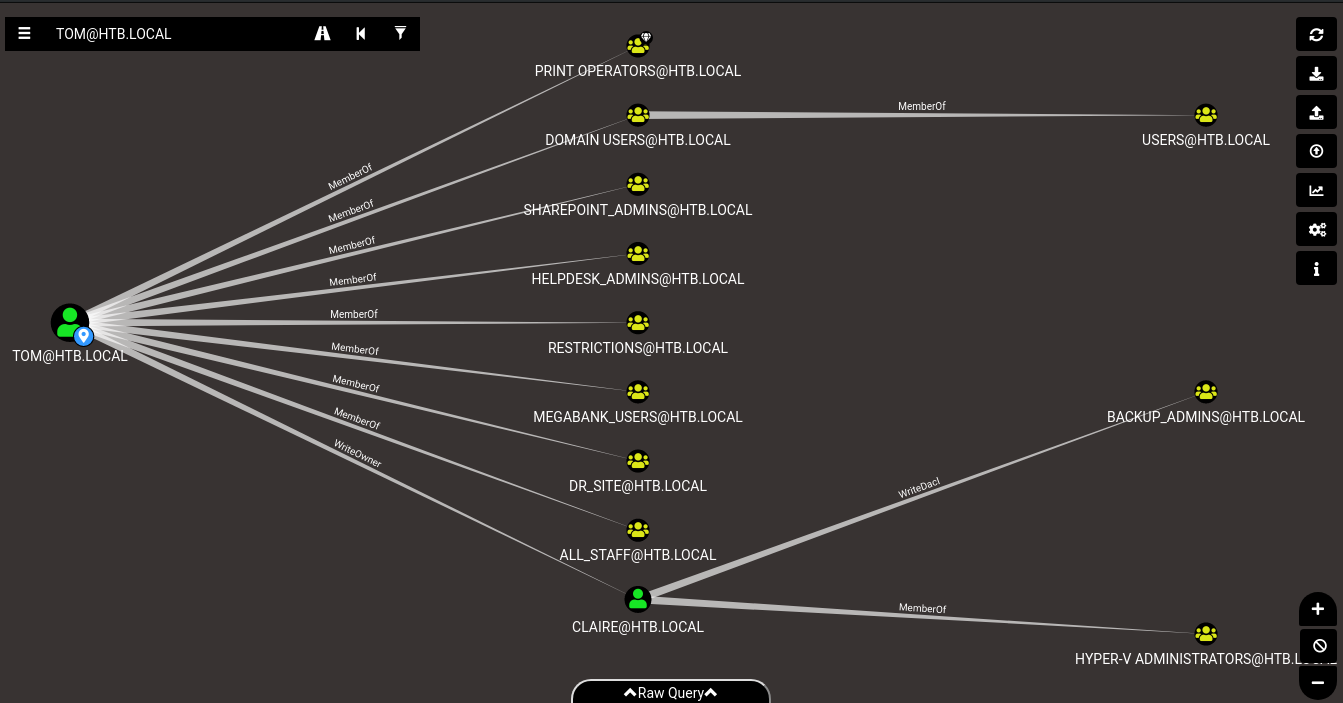 TOM@HTB.LOCAL
PRINT OPERATORS@HTB.LOCAL
MemberOf
DOMAIN USERS@HTB.LOCAL
USERS@HTB.LOCAL
MemberOf
SHAREPOINT_ADMINS@HTB.LOCAL
MemberOf
MemberOf
HELPDESK_ADMINS@HTB.LOCAL
MemberOf
MemberOf
RESTRICTIONS@HTB.LOCAL
TOM@HTB.LOCAL
MemberOf
MEGABANK_USERS@HTB.LOCAL
BACKUP_ADMINS@HTB.LOCAL
MemberOf
MemberOf
WriteOwner
DR_SITE@HTB.LOCAL
WriteDacl
ALL_STAFF@HTB.LOCAL
MemberOf
CLAIRE@HTB.LOCAL
HYPER-V ADMINISTRATORS@HTB.LOCAL
Raw Query